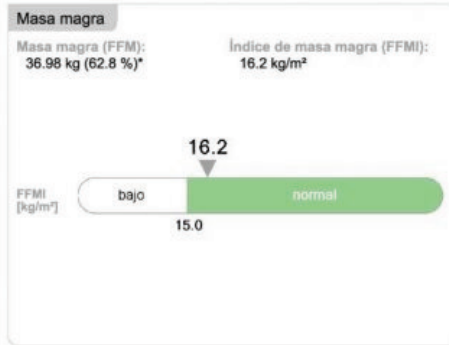 Masa magra
Masa magra (FFM): Índice de masa magra (FFMI):
36.98 kg (62.8 %)* 16.2 kg/m²
16.2
FFMI bajo normal
[kg/m²]
15.0